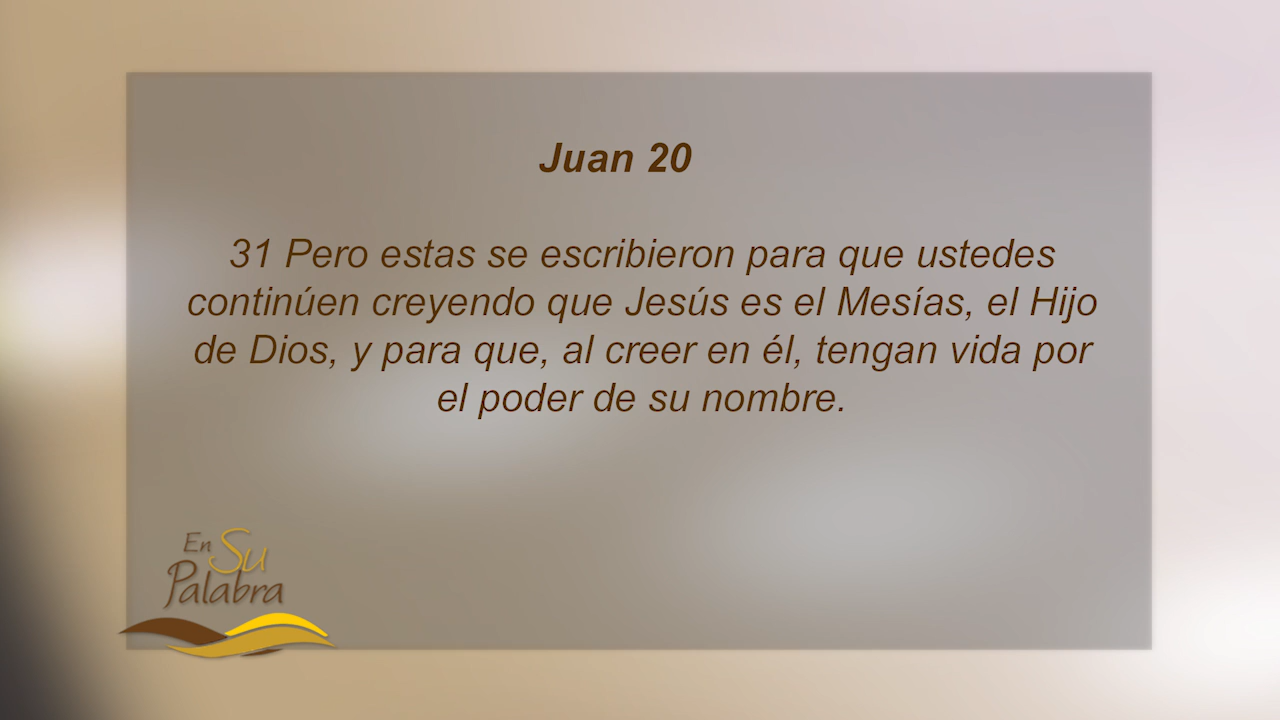 Juan 20
31 Pero estas se escribieron para que ustedes
continúen creyendo que Jesús es el Mesías, el Hijo
de Dios, y para que, al creer en él, tengan vida por
el poder de su nombre.
En Su
Palabra